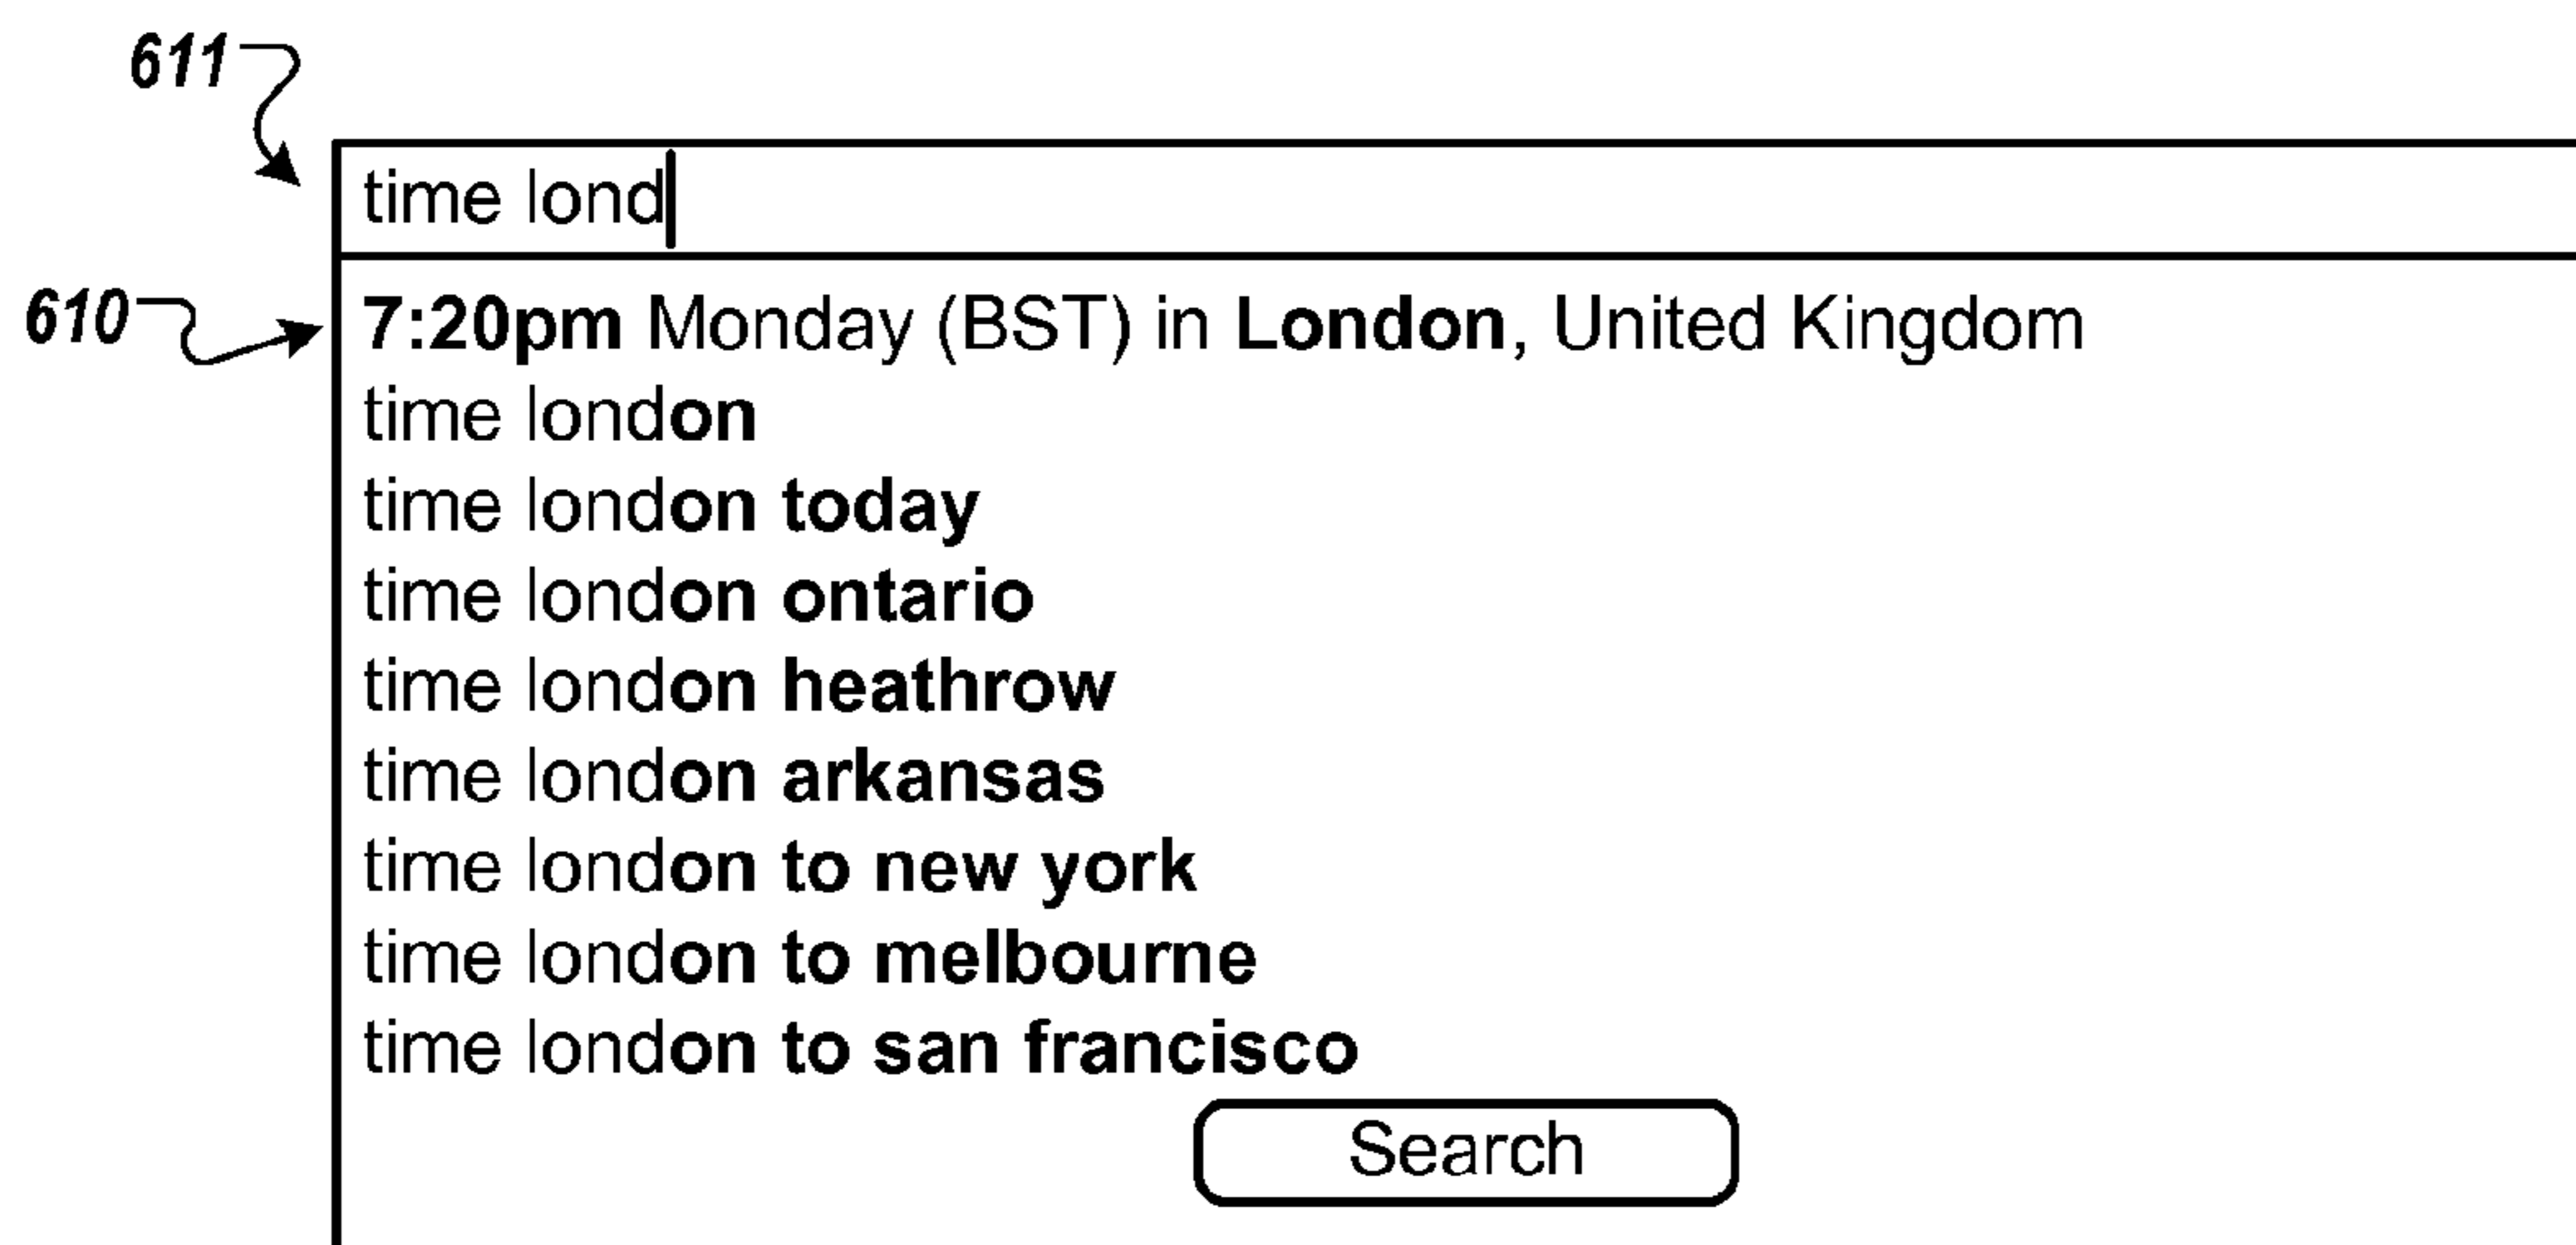 611
time lond
610
7:20pm Monday (BST) in London, United Kingdom
time london
time london today
time london ontario
time london heathrow
time london arkansas
time london to new york
time london to melbourne
time london to san francisco
Search